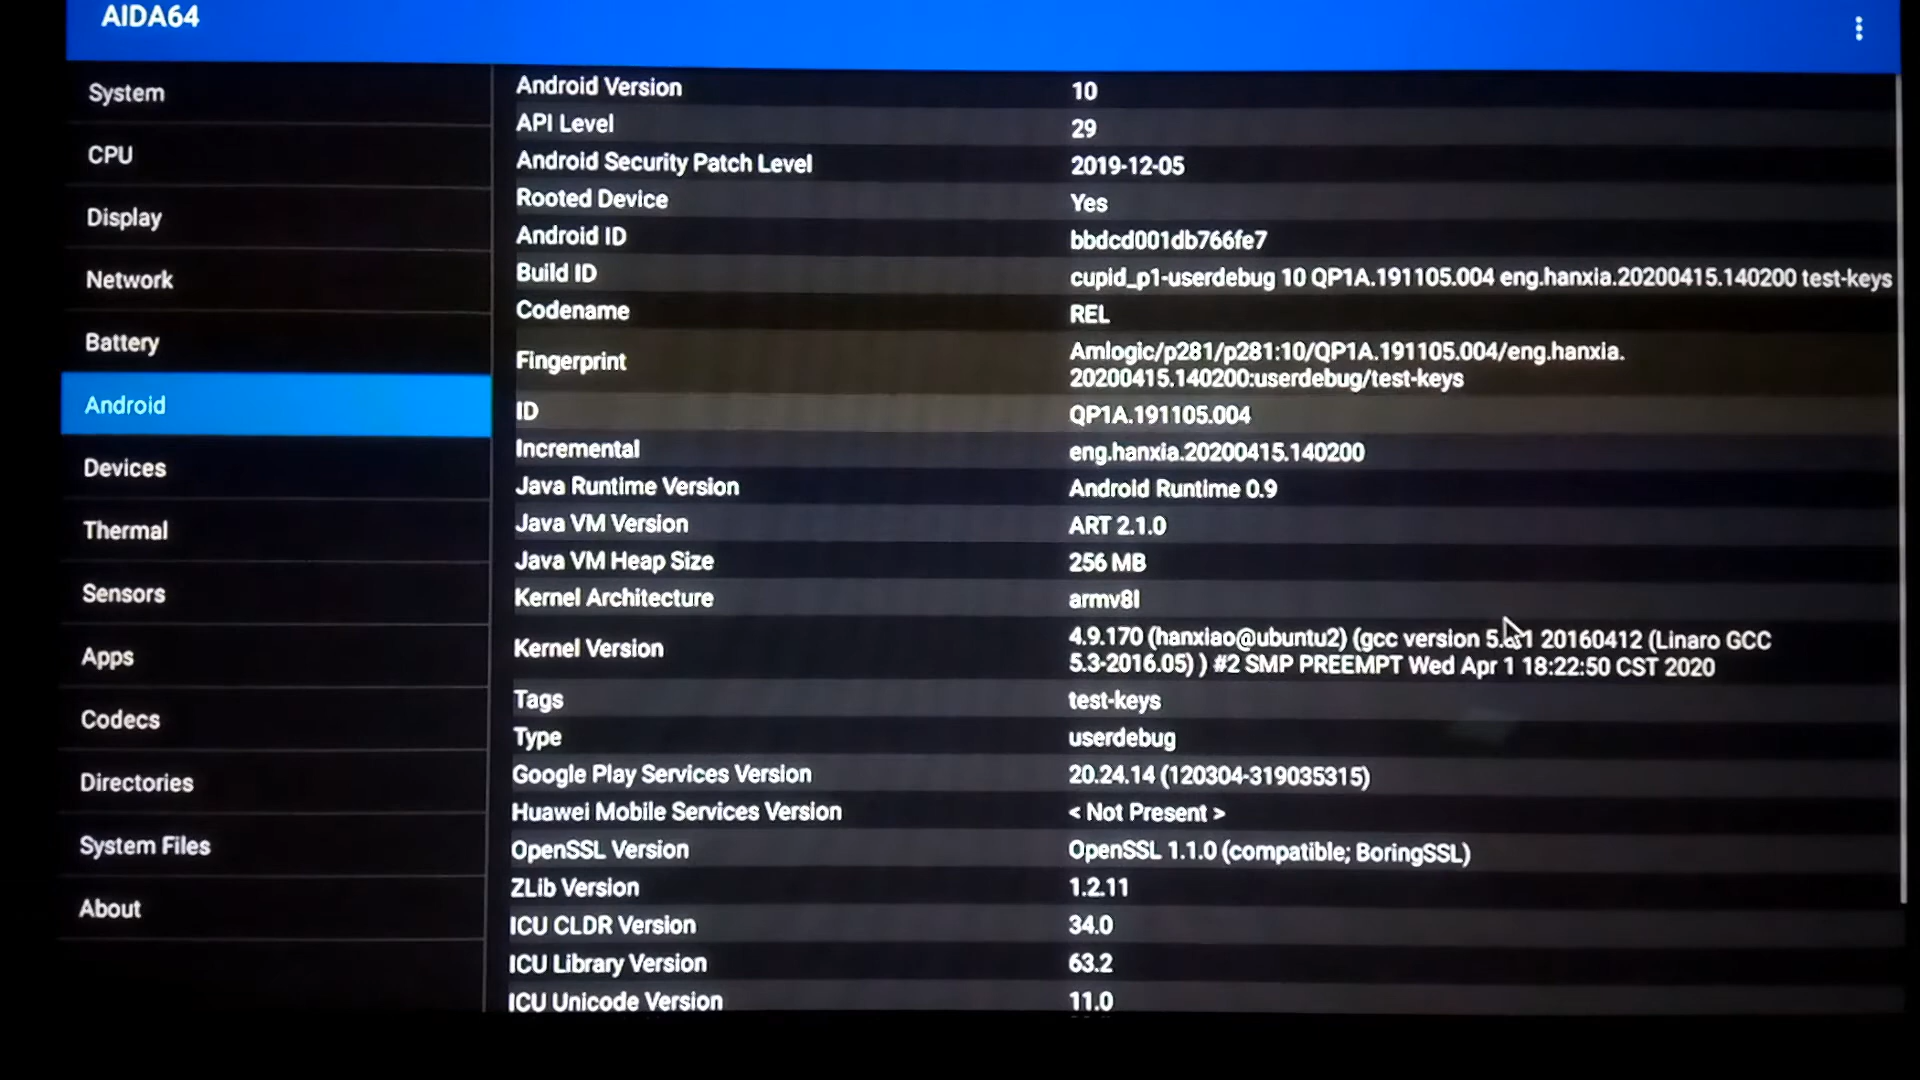 AIDA64
System
CPU
Display
Network
Battery
Android
Devices
Thermal
Sensors
Apps
Codecs
Directories
System Files
About
Android Version 10
API Level 29
Android Security Patch Level 2019-12-05
Rooted Device Yes
Android ID bbdcd001db766fe7
Build ID cupid_p1-userdebug 10 QP1A.191105.004 eng.hanxia.20200415.140200 test-keys
Codename REL
Fingerprint Amlogic/p281/p281:10/QP1A.191105.004/eng.hanxia.
20200415.140200:userdebug/test-keys
ID QP1A.191105.004
Incremental eng.hanxia.20200415.140200
Java Runtime Version Android Runtime 0.9
Java VM Version ART 2.1.0
Java VM Heap Size 256 MB
Kernel Architecture armv8l
Kernel Version 4.9.170 (hanxiao@ubuntu2) (gcc version 20160412 (Linaro GCC
5.3-2016.05) ) #2 SMP PREEMPT Wed Apr 1 18:22:50 CST 2020
Tags test-keys
Type userdebug
Google Play Services Version 20.24.14 (120304-319035315)
Huawei Mobile Services Version < Not Present >
OpenSSL Version OpenSSL 1.1.0 (compatible; BoringSSL)
ZLib Version 1.2.11
ICU CLDR Version 34.0
ICU Library Version 63.2
ICU Unicode Version 11.0